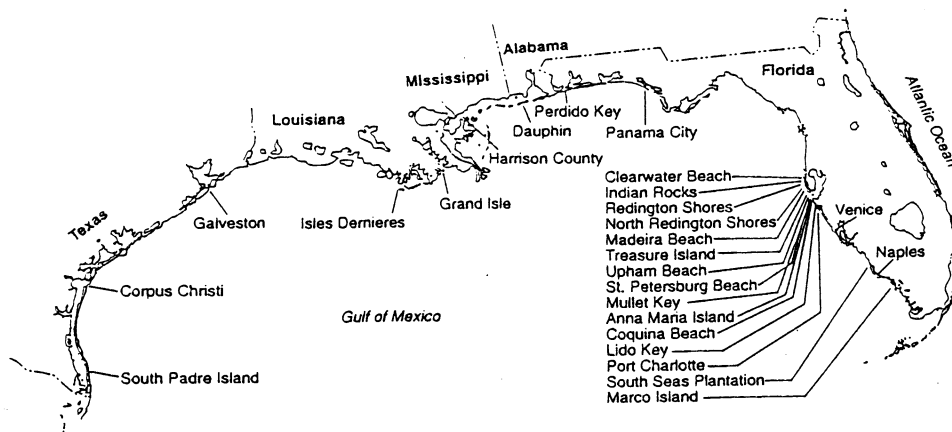 Alabama
Mississippi
Florida
Atlantic Ocean
Louisiana
Perdido Key
Dauphin
Panama City
Harrison County
Texas
Galveston
Isles Dernieres
Grand Isle
Clearwater Beach
Indian Rocks
Redington Shores
North Redington Shores
Madeira Beach
Treasure Island
Upham Beach
St. Petersburg Beach
Mullet Key
Anna Maria Island
Coquina Beach
Lido Key
Port Charlotte
South Seas Plantation
Marco Island
Venice
Naples
Corpus Christi
Gulf of Mexico
South Padre Island